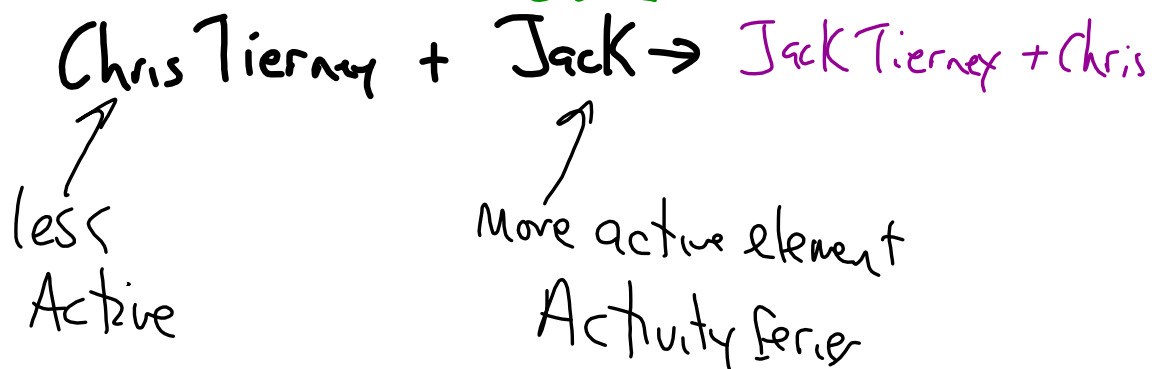 Chris Tierney + Jack → Jack Tierney + Chris
less
Active
More active element
Activity Series